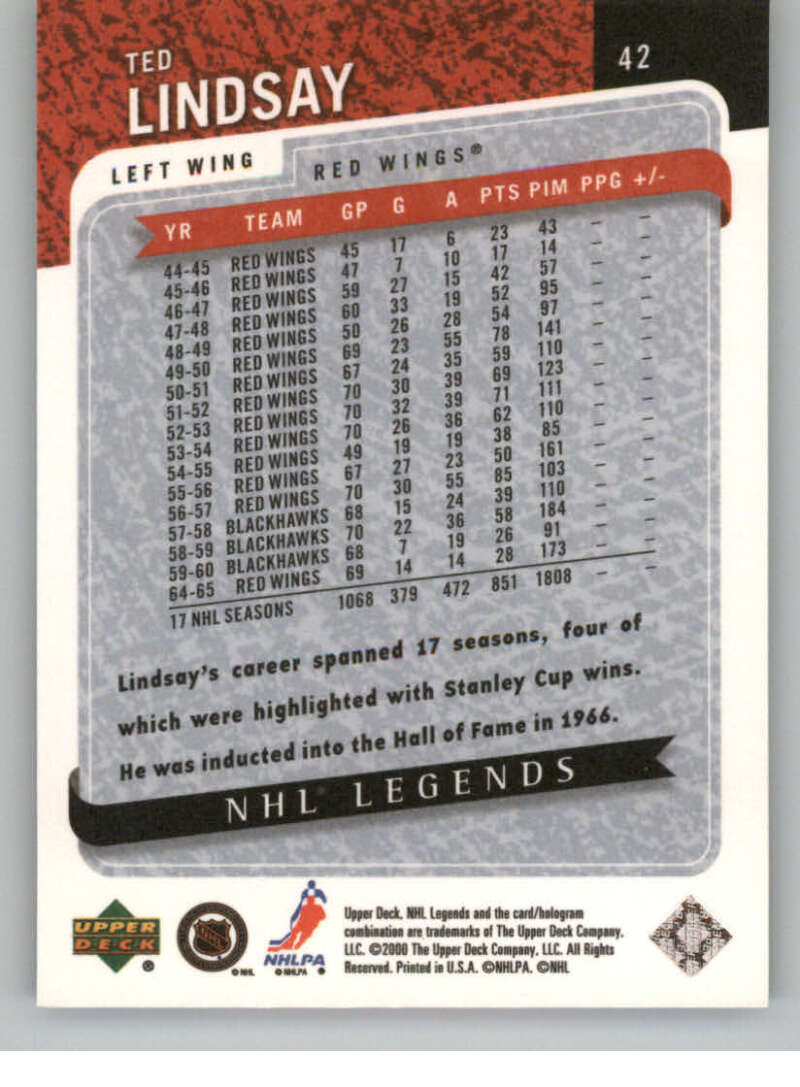 TED
LINDSAY
42
LEFT WING
RED WINGS®
YR TEAM GP G A PTS PIM PPG +/-
44-45 RED WINGS 45 17 6 23 43 – –
45-46 RED WINGS 47 7 10 17 14 – –
46-47 RED WINGS 59 27 15 42 57 – –
47-48 RED WINGS 60 33 19 52 95 – –
48-49 RED WINGS 50 26 28 54 97 – –
49-50 RED WINGS 69 23 55 78 141 – –
50-51 RED WINGS 67 24 35 59 110 – –
51-52 RED WINGS 70 30 39 69 123 – –
52-53 RED WINGS 70 32 39 71 111 – –
53-54 RED WINGS 70 26 36 62 110 – –
54-55 RED WINGS 49 19 19 38 85 – –
55-56 RED WINGS 67 27 23 50 161 – –
56-57 RED WINGS 70 30 55 85 103 – –
57-58 BLACKHAWKS 68 15 24 39 110 – –
58-59 BLACKHAWKS 70 22 36 58 184 – –
59-60 BLACKHAWKS 68 7 19 26 91 – –
64-65 RED WINGS 69 14 14 28 173 – –
17 NHL SEASONS 1068 379 472 851 1808 – –
Lindsay's career spanned 17 seasons, four of
which were highlighted with Stanley Cup wins.
He was inducted into the Hall of Fame in 1966.
NHL LEGENDS
UPPER
DECK
®
©NHL
NHLPA
©NHLPA ®
Upper Deck, NHL Legends and the card/hologram
combination are trademarks of The Upper Deck Company,
LLC. ©2000 The Upper Deck Company, LLC. All Rights
Reserved. Printed in U.S.A. ©NHLPA. ©NHL